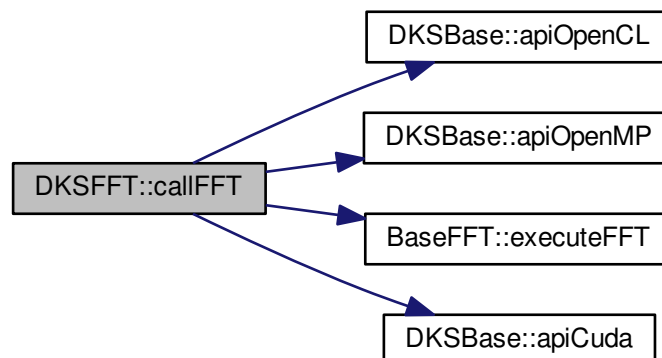 DKSBase::apiOpenCL
DKSBase::apiOpenMP
DKSFFT::callFFT
BaseFFT::executeFFT
DKSBase::apiCuda